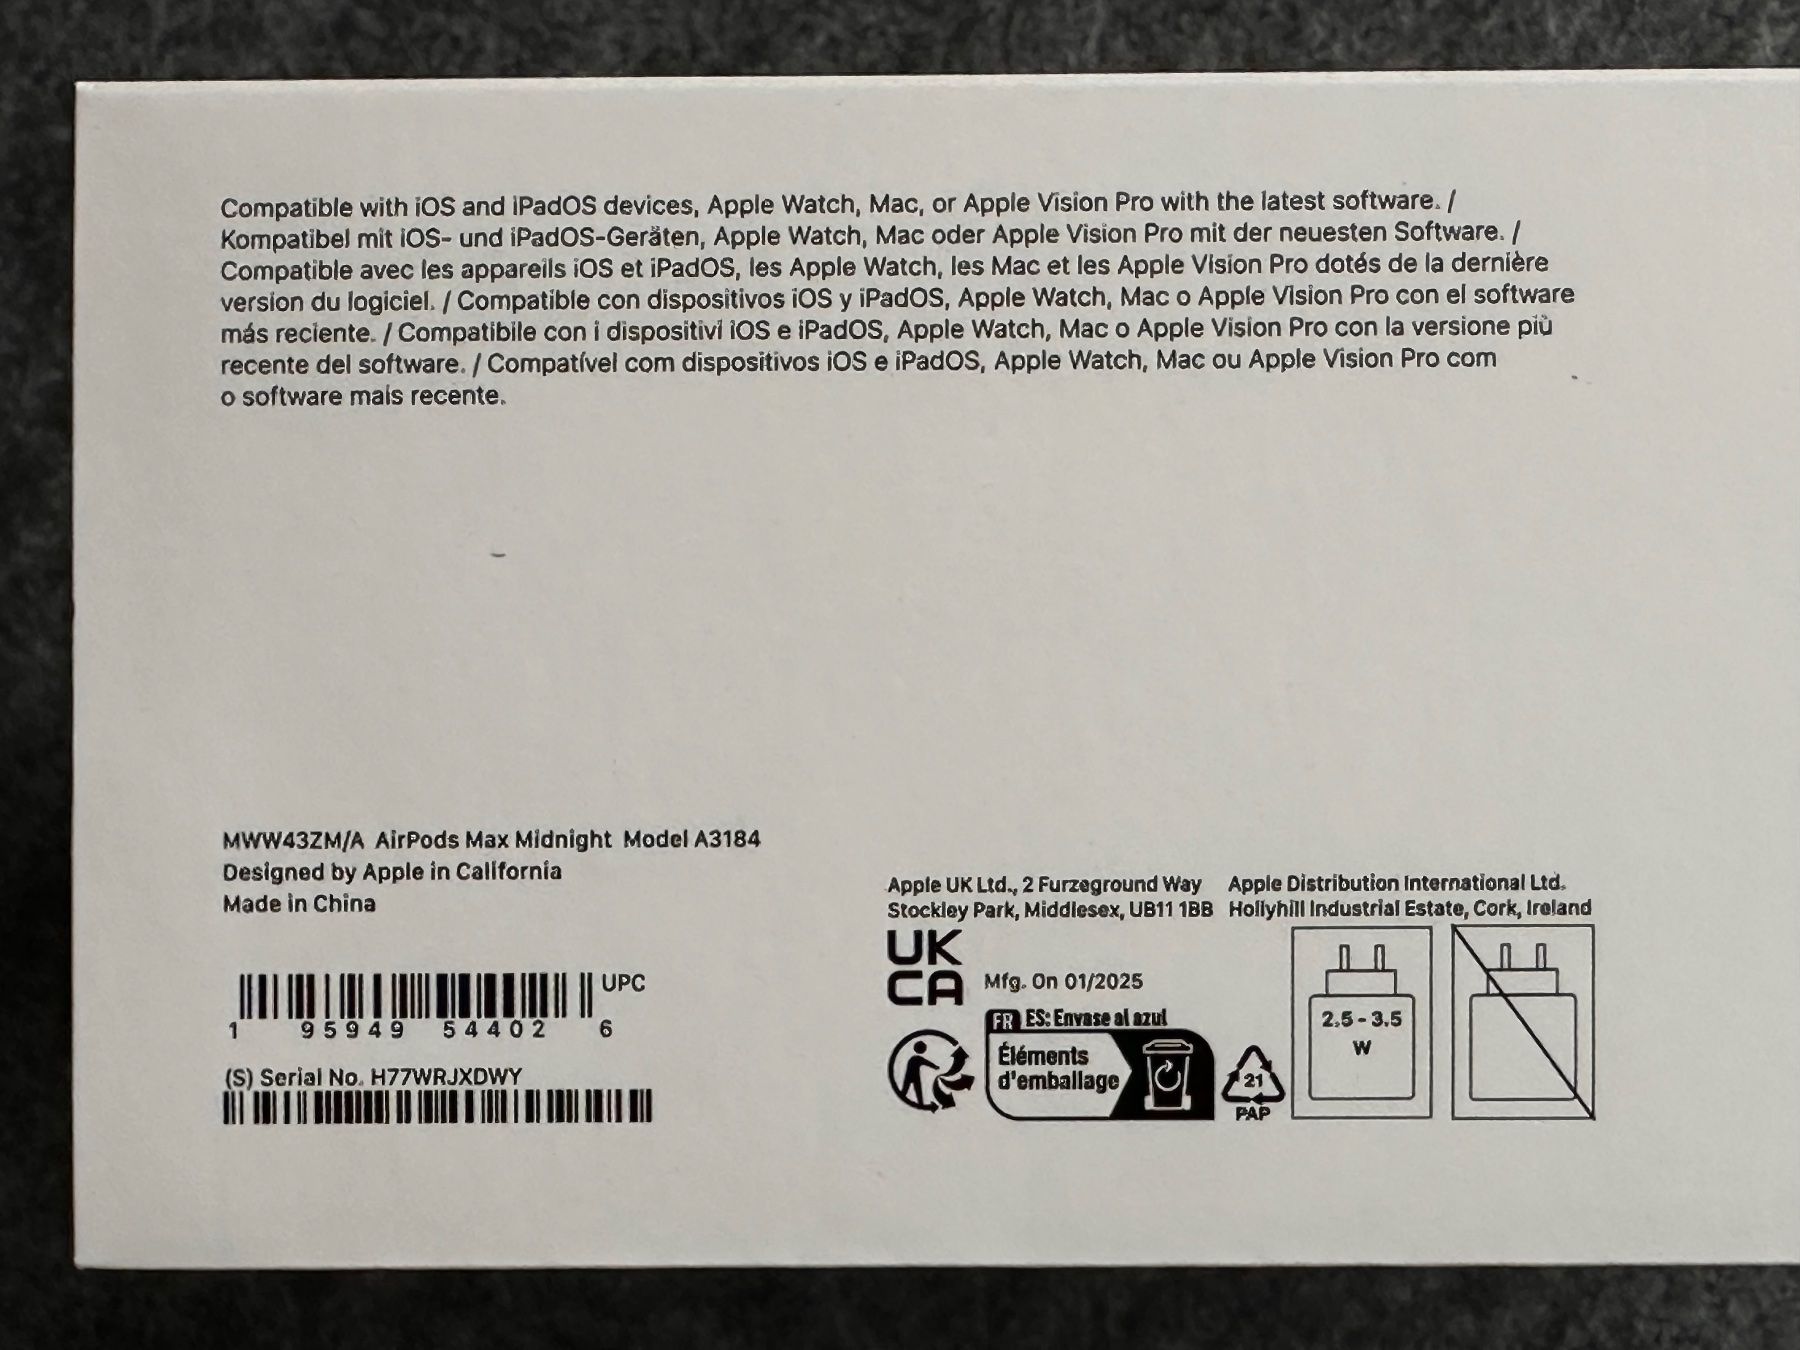 Compatible with iOS and iPadOS devices, Apple Watch, Mac, or Apple Vision Pro with the latest software. /
Kompatibel mit iOS- und iPadOS-Geräten, Apple Watch, Mac oder Apple Vision Pro mit der neuesten Software. /
Compatible avec les appareils iOS et iPadOS, les Apple Watch, les Mac et les Apple Vision Pro dotés de la dernière
version du logiciel. / Compatible con dispositivos iOS y iPadOS, Apple Watch, Mac o Apple Vision Pro con el software
más reciente. / Compatibile con i dispositivi iOS e iPadOS, Apple Watch, Mac o Apple Vision Pro con la versione più
recente del software. / Compatível com dispositivos iOS e iPadOS, Apple Watch, Mac ou Apple Vision Pro com
o software mais recente.
MWW43ZM/A AirPods Max Midnight Model A3184
Designed by Apple in California
Made in China
UPC
1 95949 54402 6
(S) Serial No. H77WRJXDWY
Apple UK Ltd., 2 Furzeground Way
Stockley Park, Middlesex, UB11 1BB
Apple Distribution International Ltd.
Hollyhill Industrial Estate, Cork, Ireland
UK
CA
Mfg. On 01/2025
FR ES: Envase al azul
Éléments
d'emballage
21
PAP
2.5 - 3.5
W